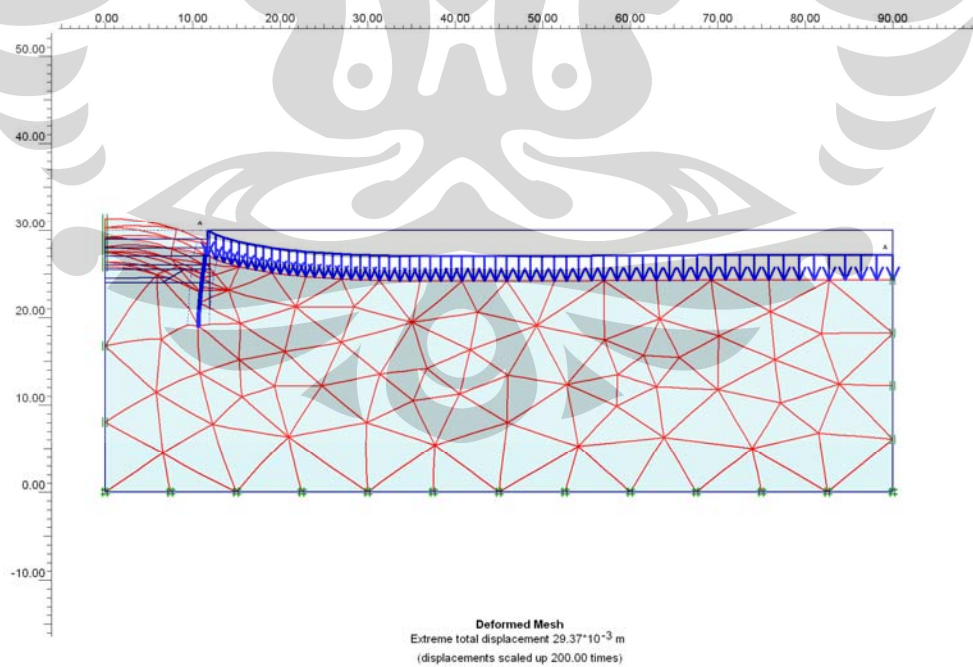 0.00 10.00 20.00 30.00 40.00 50.00 60.00 70.00 80.00 90.00
50.00
40.00
30.00
20.00
10.00
0.00
-10.00
A
A
Deformed Mesh
Extreme total displacement 29.37*10-3 m
(displacements scaled up 200.00 times)